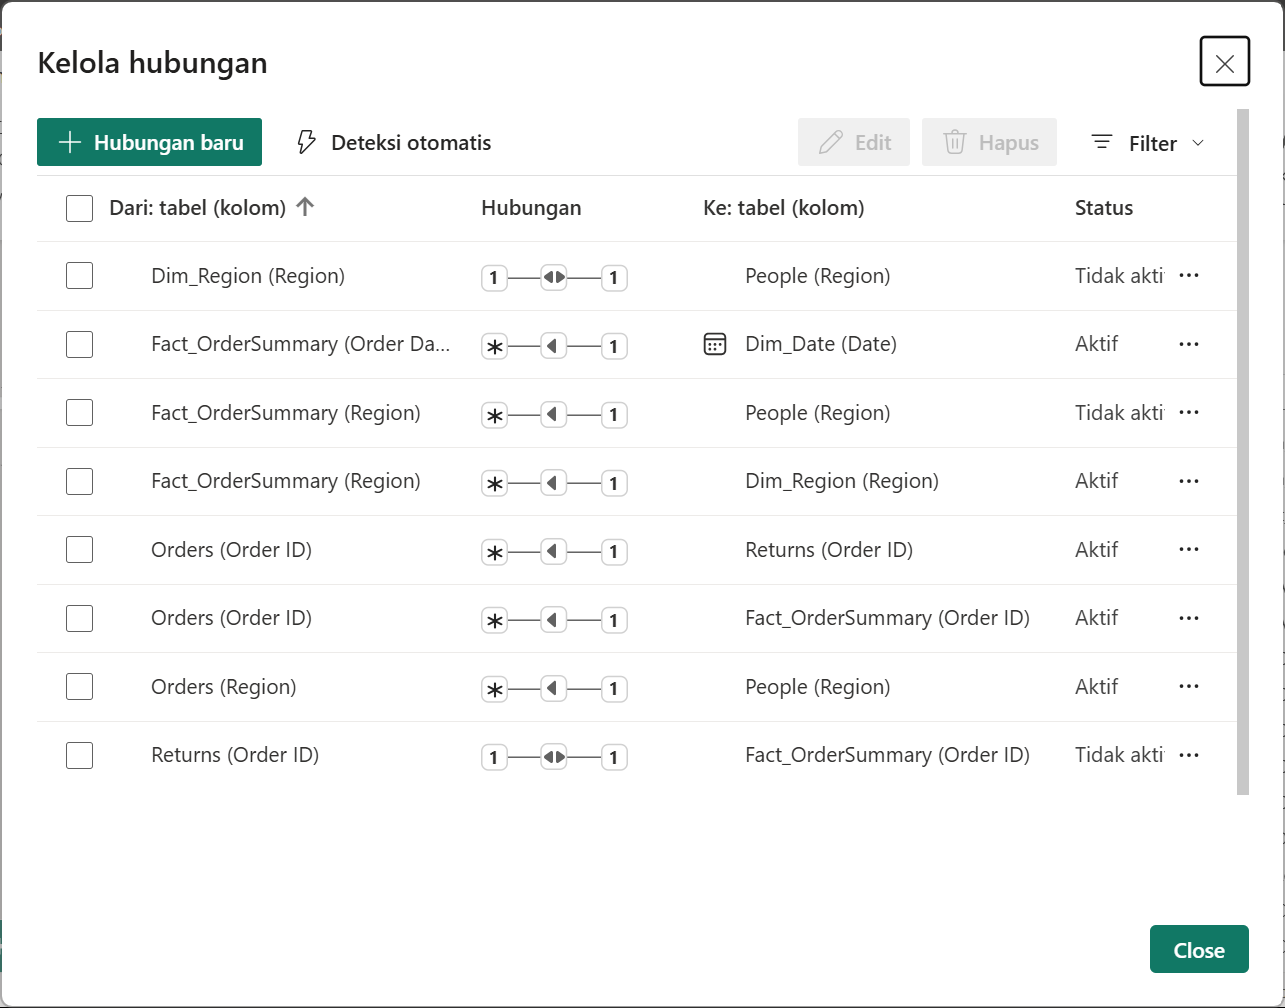 Kelola hubungan
Hubungan baru Deteksi otomatis Edit Hapus Filter
Dari: tabel (kolom) Hubungan Ke: tabel (kolom) Status
Dim_Region (Region) 1 1 People (Region) Tidak akti
Fact_OrderSummary (Order Da... * 1 Dim_Date (Date) Aktif
Fact_OrderSummary (Region) * 1 People (Region) Tidak akti
Fact_OrderSummary (Region) * 1 Dim_Region (Region) Aktif
Orders (Order ID) * 1 Returns (Order ID) Aktif
Orders (Order ID) * 1 Fact_OrderSummary (Order ID) Aktif
Orders (Region) * 1 People (Region) Aktif
Returns (Order ID) 1 1 Fact_OrderSummary (Order ID) Tidak akti
Close